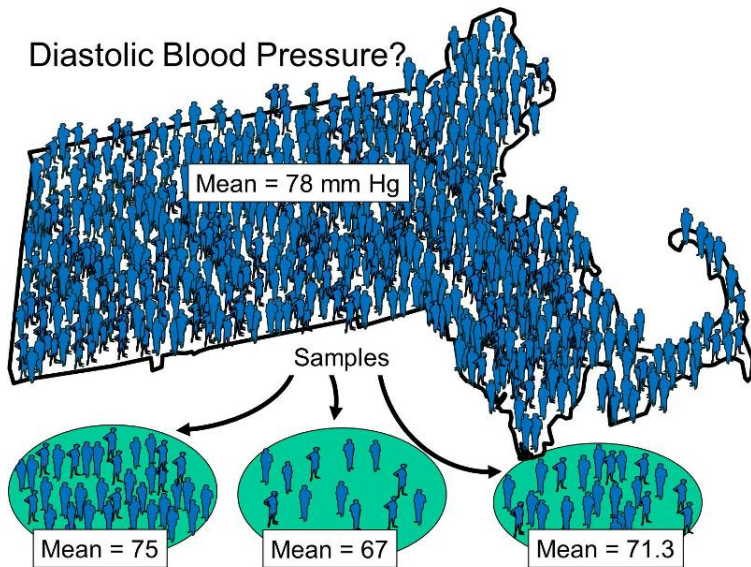 Diastolic Blood Pressure?
Mean = 78 mm Hg
Samples
Mean = 75
Mean = 67
Mean = 71.3